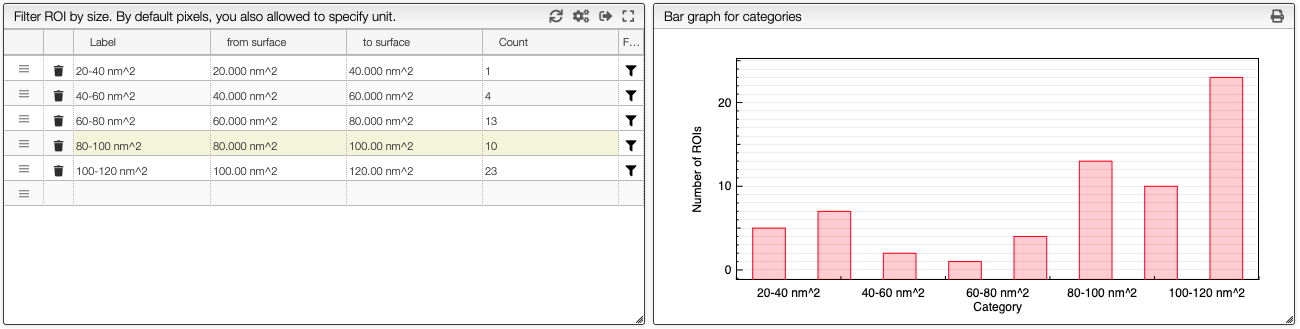 Filter ROI by size. By default pixels, you also allowed to specify unit.
Label from surface to surface Count F...
20-40 nm^2 20.000 nm^2 40.000 nm^2 1
40-60 nm^2 40.000 nm^2 60.000 nm^2 4
60-80 nm^2 60.000 nm^2 80.000 nm^2 13
80-100 nm^2 80.000 nm^2 100.00 nm^2 10
100-120 nm^2 100.00 nm^2 120.00 nm^2 23
Bar graph for categories
Number of ROIs
20
10
0
20-40 nm^2 40-60 nm^2 60-80 nm^2 80-100 nm^2 100-120 nm^2
Category